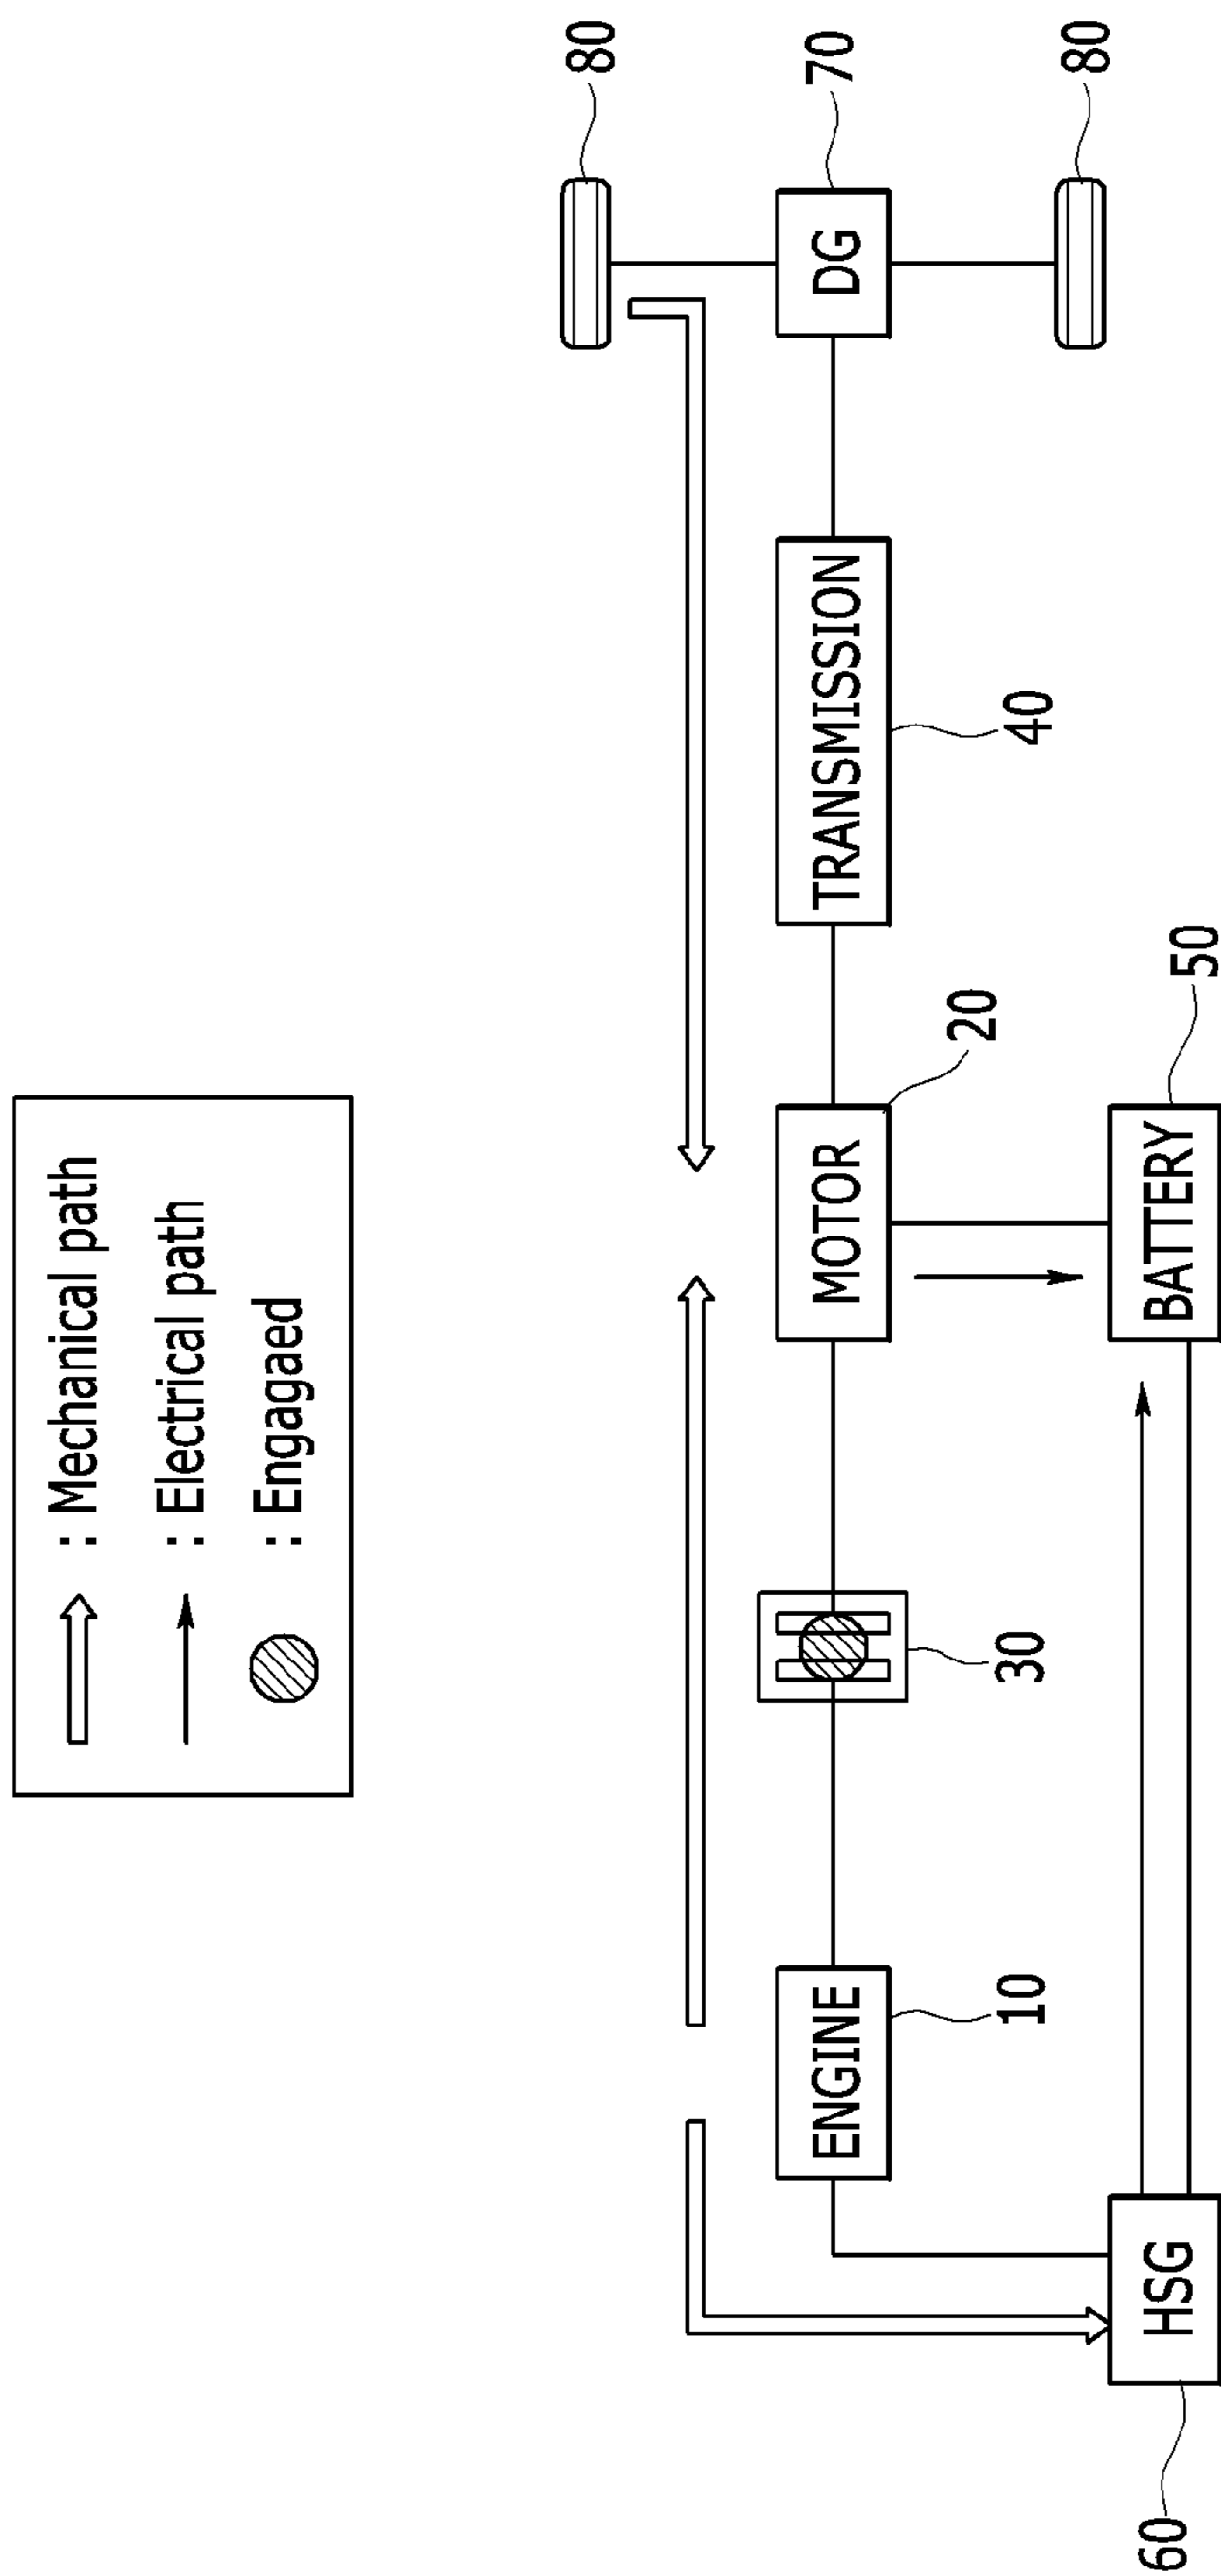 : Mechanical path
: Electrical path
: Engagaed
80
70
80
DG
ENGINE
MOTOR
TRANSMISSION
10
30
20
40
HSG
BATTERY
60
50